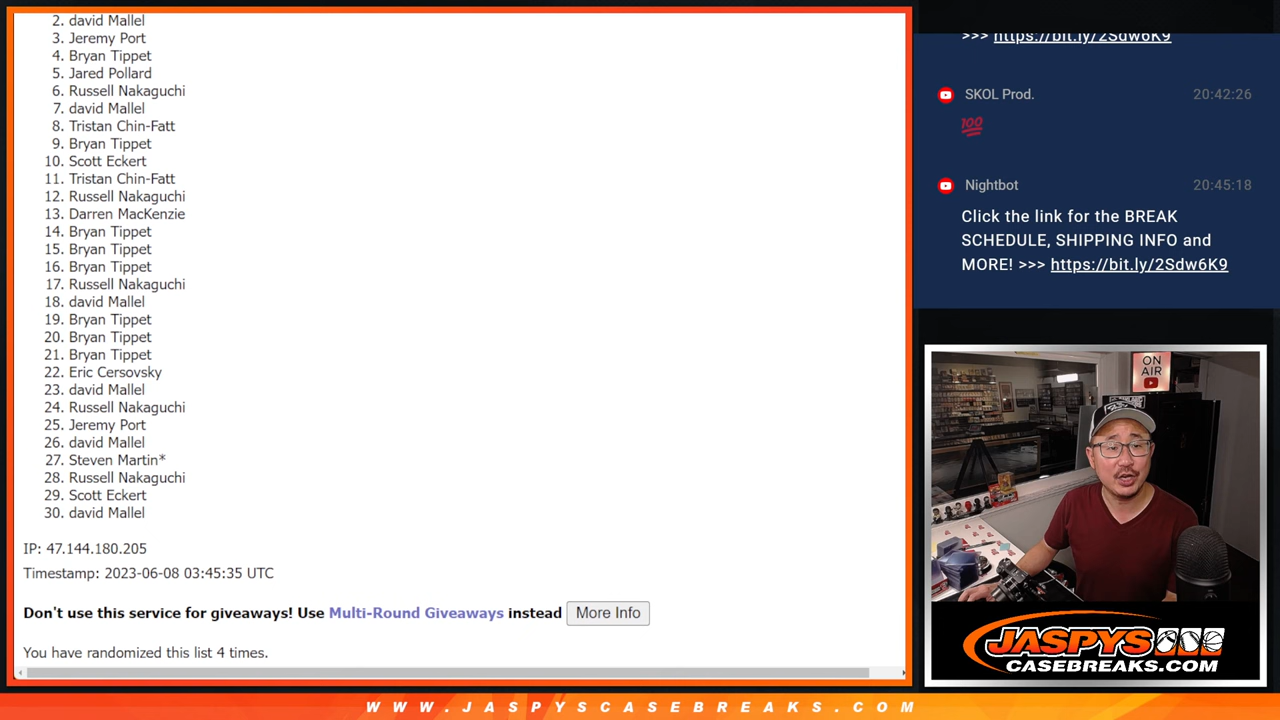 2. david Mallel
3. Jeremy Port
4. Bryan Tippet
5. Jared Pollard
6. Russell Nakaguchi
7. david Mallel
8. Tristan Chin-Fatt
9. Bryan Tippet
10. Scott Eckert
11. Tristan Chin-Fatt
12. Russell Nakaguchi
13. Darren MacKenzie
14. Bryan Tippet
15. Bryan Tippet
16. Bryan Tippet
17. Russell Nakaguchi
18. david Mallel
19. Bryan Tippet
20. Bryan Tippet
21. Bryan Tippet
22. Eric Cersovsky
23. david Mallel
24. Russell Nakaguchi
25. Jeremy Port
26. david Mallel
27. Steven Martin*
28. Russell Nakaguchi
29. Scott Eckert
30. david Mallel
IP: 47.144.180.205
Timestamp: 2023-06-08 03:45:35 UTC
Don't use this service for giveaways! Use Multi-Round Giveaways instead More Info
You have randomized this list 4 times.
>>> https://bit.ly/2Sdw6K9
SKOL Prod. 20:42:26
💯
Nightbot 20:45:18
Click the link for the BREAK
SCHEDULE, SHIPPING INFO and
MORE! >>> https://bit.ly/2Sdw6K9
ON
AIR
JASPYS
CASEBREAKS.COM
WWW.JASPYSCASEBREAKS.COM